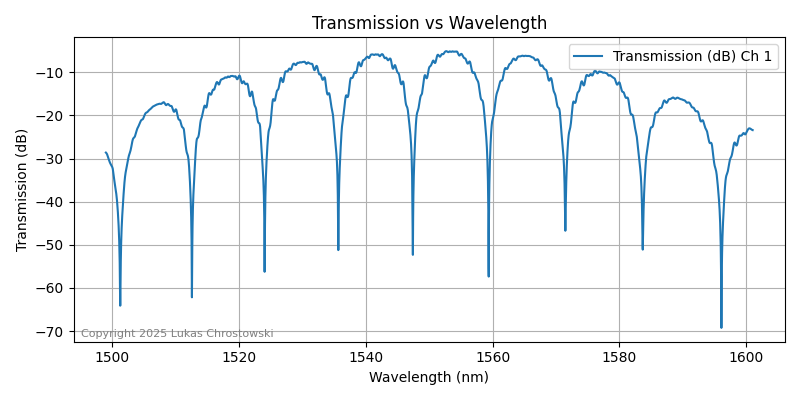 Transmission vs Wavelength
Transmission (dB) Ch 1
Transmission (dB)
−10
−20
−30
−40
−50
−60
−70
Copyright 2025 Lukas Chrostowski
1500 1520 1540 1560 1580 1600
Wavelength (nm)